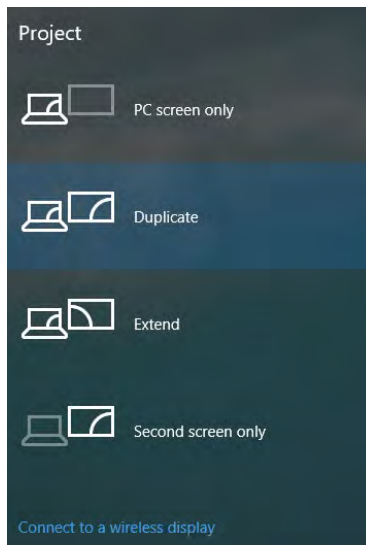 Project
PC screen only
Duplicate
Extend
Second screen only
Connect to a wireless display